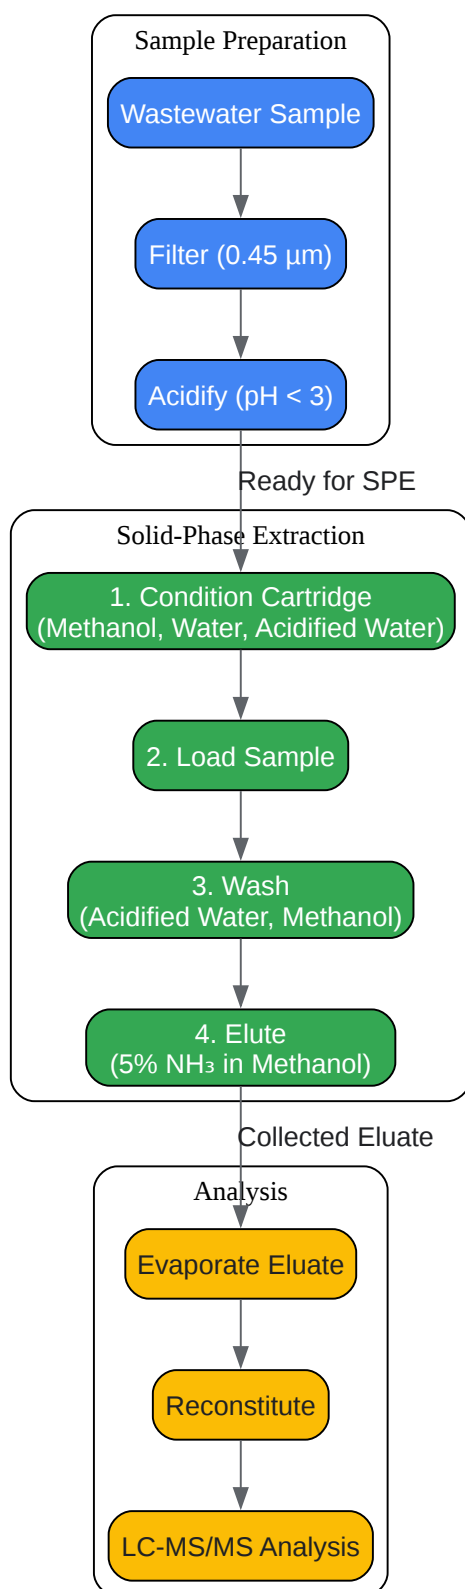 Sample Preparation
Wastewater Sample
Filter (0.45 µm)
Acidify (pH < 3)
Ready for SPE
Solid-Phase Extraction
1. Condition Cartridge
(Methanol, Water, Acidified Water)
2. Load Sample
3. Wash
(Acidified Water, Methanol)
4. Elute
(5% NH₃ in Methanol)
Collected Eluate
Analysis
Evaporate Eluate
Reconstitute
LC-MS/MS Analysis